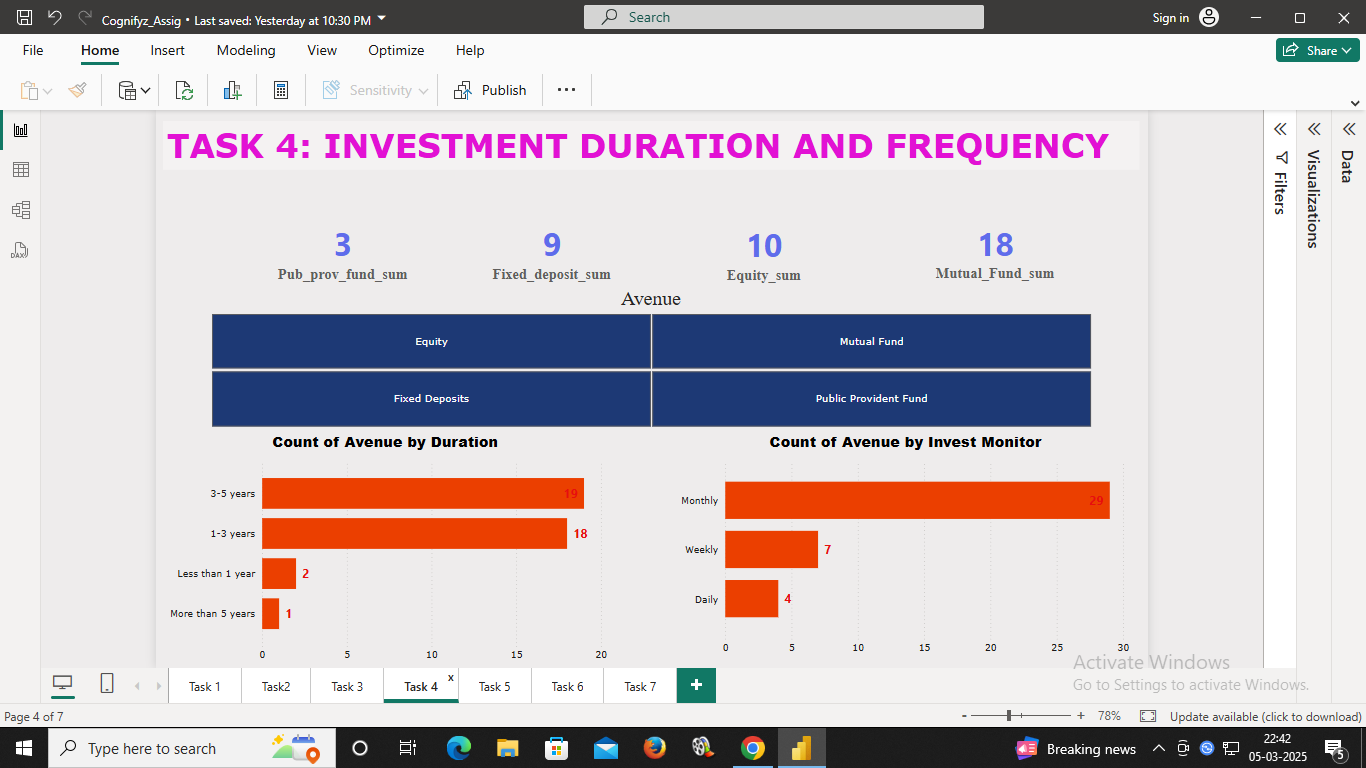 Cognifyz_Assig • Last saved: Yesterday at 10:30 PM
Search
Sign in
File Home Insert Modeling View Optimize Help
Share
Sensitivity
Publish
TASK 4: INVESTMENT DURATION AND FREQUENCY
3 9 10 18
Pub_prov_fund_sum Fixed_deposit_sum Equity_sum Mutual_Fund_sum
Avenue
Equity Mutual Fund
Fixed Deposits Public Provident Fund
Count of Avenue by Duration
3-5 years 19
1-3 years 18
Less than 1 year 2
More than 5 years 1
0 5 10 15 20
Count of Avenue by Invest Monitor
Monthly 29
Weekly 7
Daily 4
0 5 10 15 20 25 30
Filters
Visualizations
Data
DAX
Activate Windows
Go to Settings to activate Windows.
Task 1 Task2 Task 3 Task 4 x Task 5 Task 6 Task 7 +
Page 4 of 7
- + 78%
Update available (click to download)
Type here to search
Breaking news
22:42
05-03-2025
5